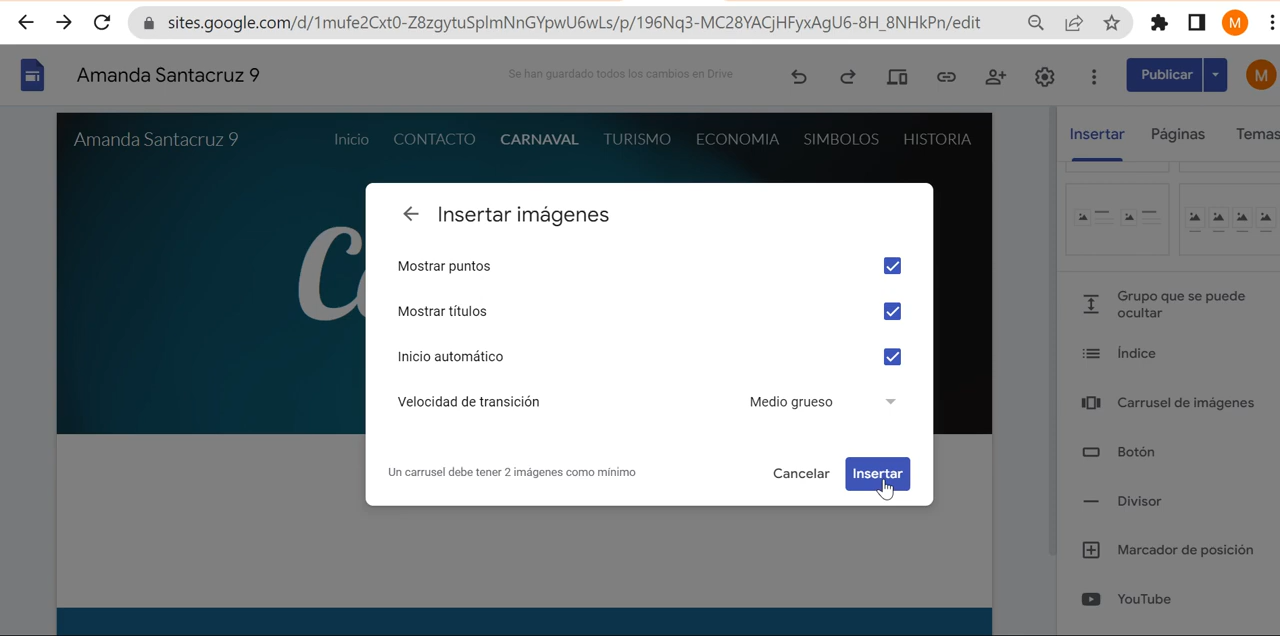 sites.google.com/d/1mufe2Cxt0-Z8zgytuSplmNnGYpwU6wLs/p/196Nq3-MC28YACjHFyxAgU6-8H_8NHkPn/edit
M
Amanda Santacruz 9
Se han guardado todos los cambios en Drive
Publicar
M
Amanda Santacruz 9
Inicio
CONTACTO
CARNAVAL
TURISMO
ECONOMIA
SIMBOLOS
HISTORIA
Insertar
Páginas
Temas
Insertar imágenes
Mostrar puntos
Mostrar títulos
Inicio automático
Velocidad de transición
Medio grueso
Un carrusel debe tener 2 imágenes como mínimo
Cancelar
Insertar
Grupo que se puede
ocultar
Índice
Carrusel de imágenes
Botón
Divisor
Marcador de posición
YouTube